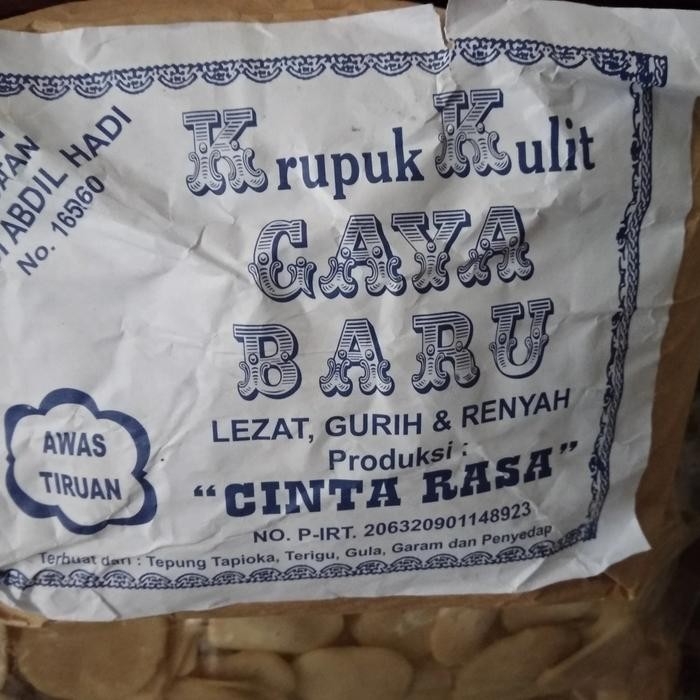 ABDIL HADI
No. 16560
Krupuk Kulit
GAYA
BARU
LEZAT, GURIH & RENYAH
Produksi :
"CINTA RASA"
NO. P-IRT. 206320901148923
Terbuat dari : Tepung Tapioka, Terigu, Gula, Garam dan Penyedap
AWAS
TIRUAN